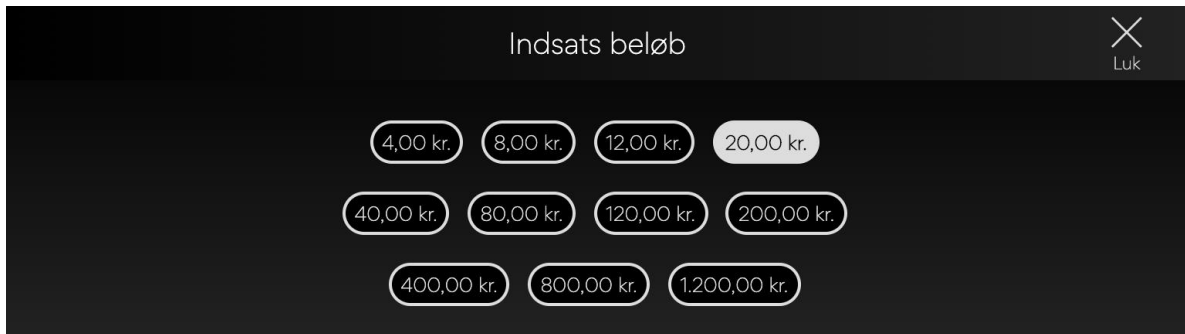 Indsats beløb
Luk
4,00 kr. 8,00 kr. 12,00 kr. 20,00 kr.
40,00 kr. 80,00 kr. 120,00 kr. 200,00 kr.
400,00 kr. 800,00 kr. 1.200,00 kr.